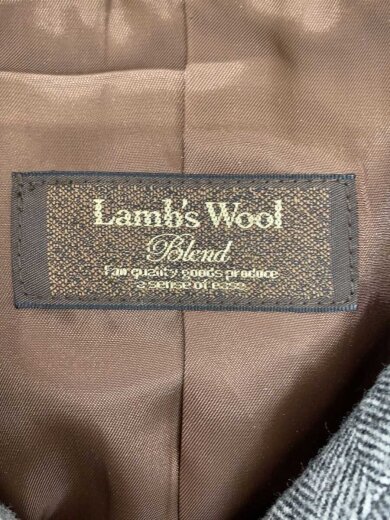 Lamb's Wool
Blend
Fair quality goods produce
a sense of ease